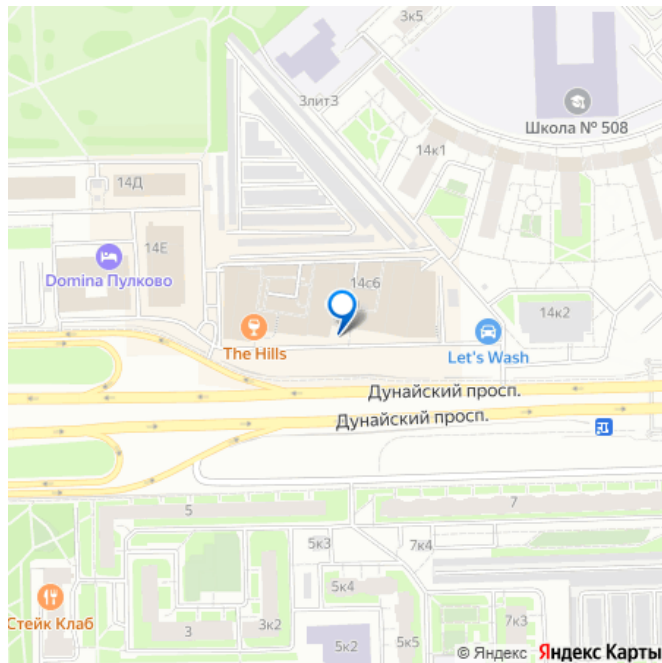 3к5
3лит3
Школа № 508
14к1
14Д
14Е
Domina Пулково
14с6
14к2
The Hills
Let's Wash
Дунайский просп.
Дунайский просп.
5
7
5к3
7к4
5к4
Стейк Клаб
3
3к2
5к2
5к5
7к3
© Яндекс Яндекс Карты